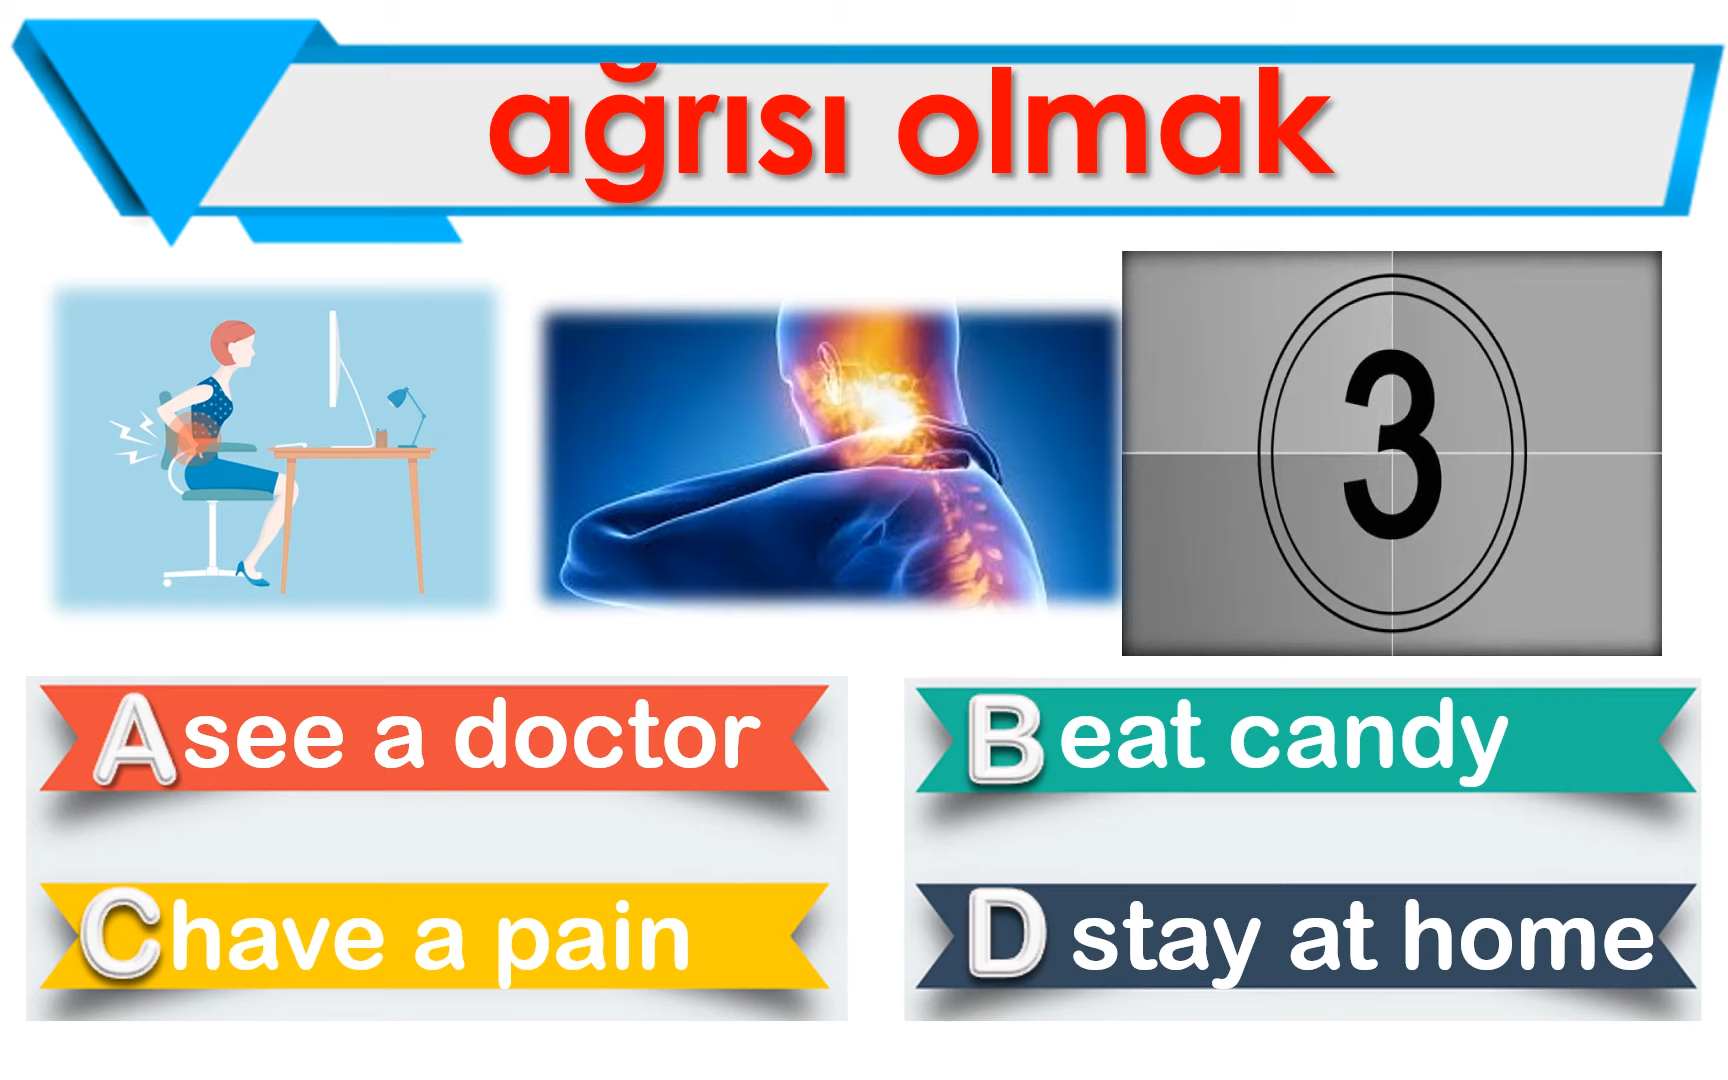 ağrısı olmak
3
A see a doctor
B eat candy
C have a pain
D stay at home